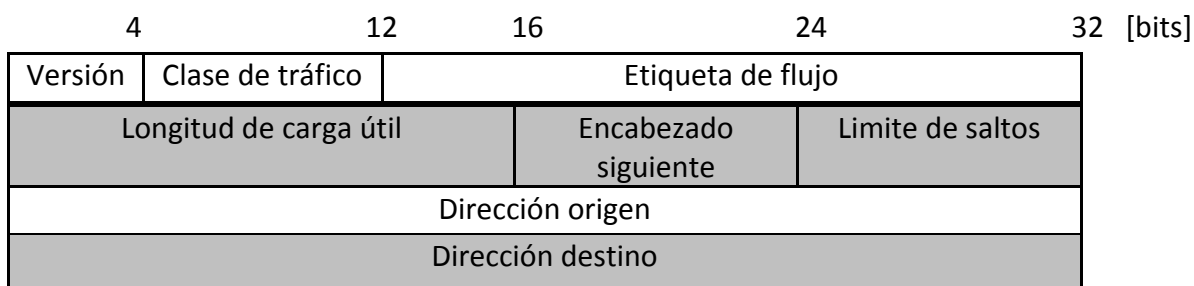 4 12 16 24 32 [bits]
Versión Clase de tráfico Etiqueta de flujo
Longitud de carga útil Encabezado siguiente Limite de saltos
Dirección origen
Dirección destino